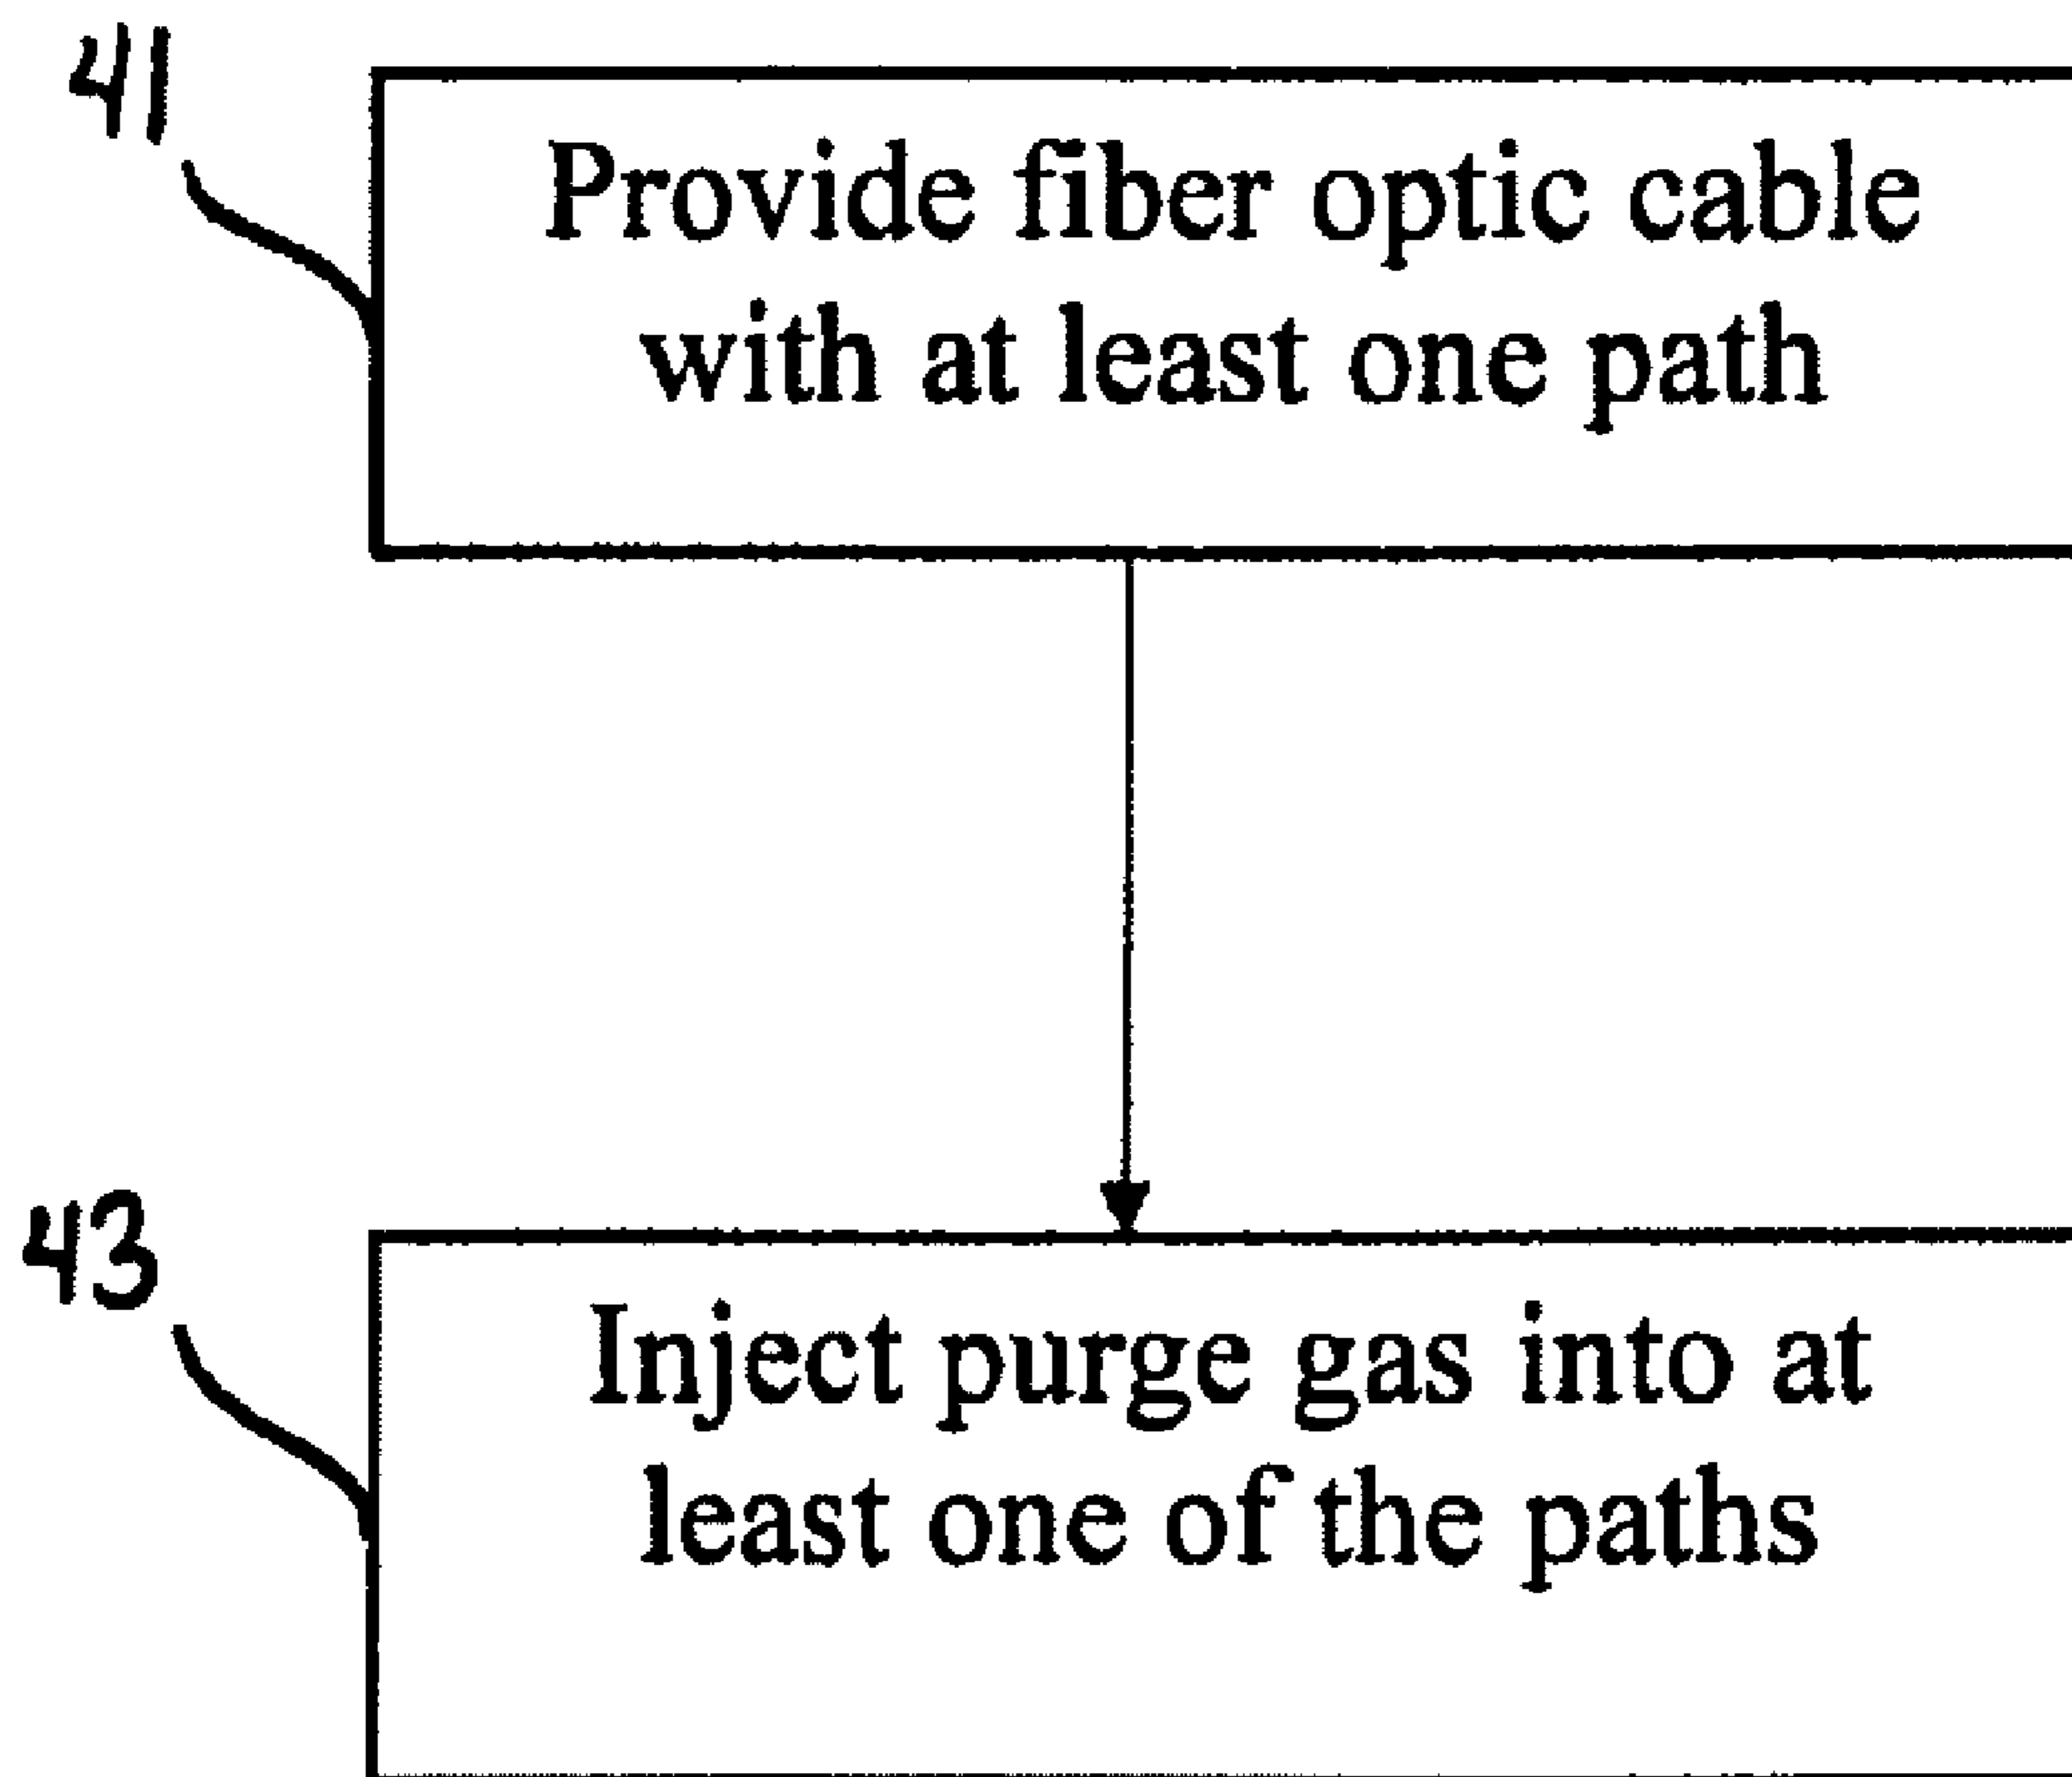 41
Provide fiber optic cable
with at least one path
43
Inject purge gas into at
least one of the paths